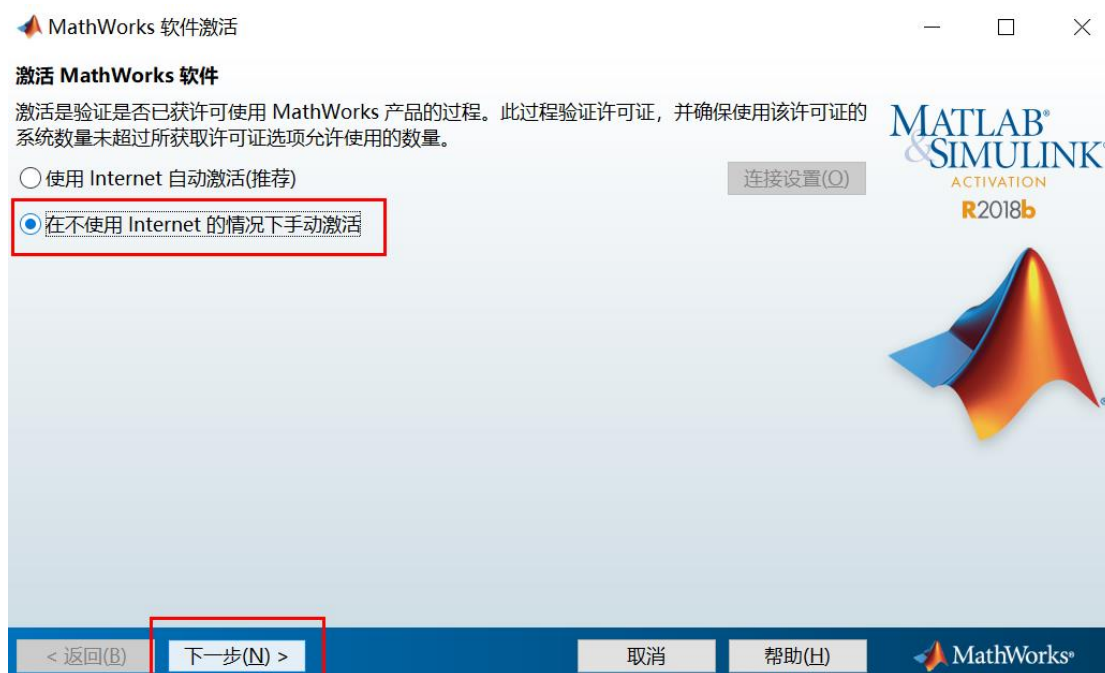 MathWorks 软件激活
激活 MathWorks 软件
激活是验证是否已获许可使用 MathWorks 产品的过程。此过程验证许可证，并确保使用该许可证的
系统数量未超过所获取许可证选项允许使用的数量。
使用 Internet 自动激活(推荐)
连接设置(O)
在不使用 Internet 的情况下手动激活
MATLAB®
&SIMULINK®
ACTIVATION
R2018b
®
< 返回(B)
下一步(N) >
取消
帮助(H)
MathWorks®